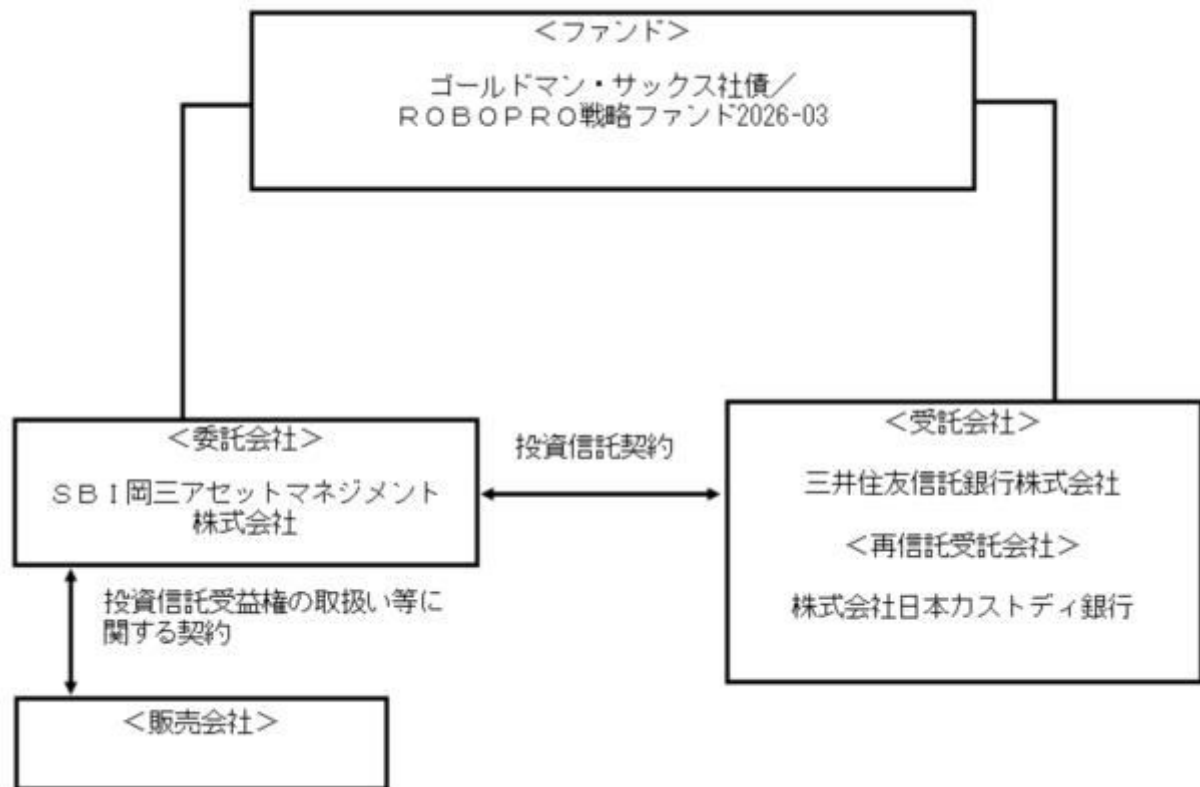 ＜ファンド＞
ゴールドマン・サックス社債／
ＲＯＢＯＰＲＯ戦略ファンド2026-03
＜委託会社＞
ＳＢＩ岡三アセットマネジメント
株式会社
投資信託契約
＜受託会社＞
三井住友信託銀行株式会社
＜再信託受託会社＞
株式会社日本カストディ銀行
投資信託受益権の取扱い等に
関する契約
＜販売会社＞